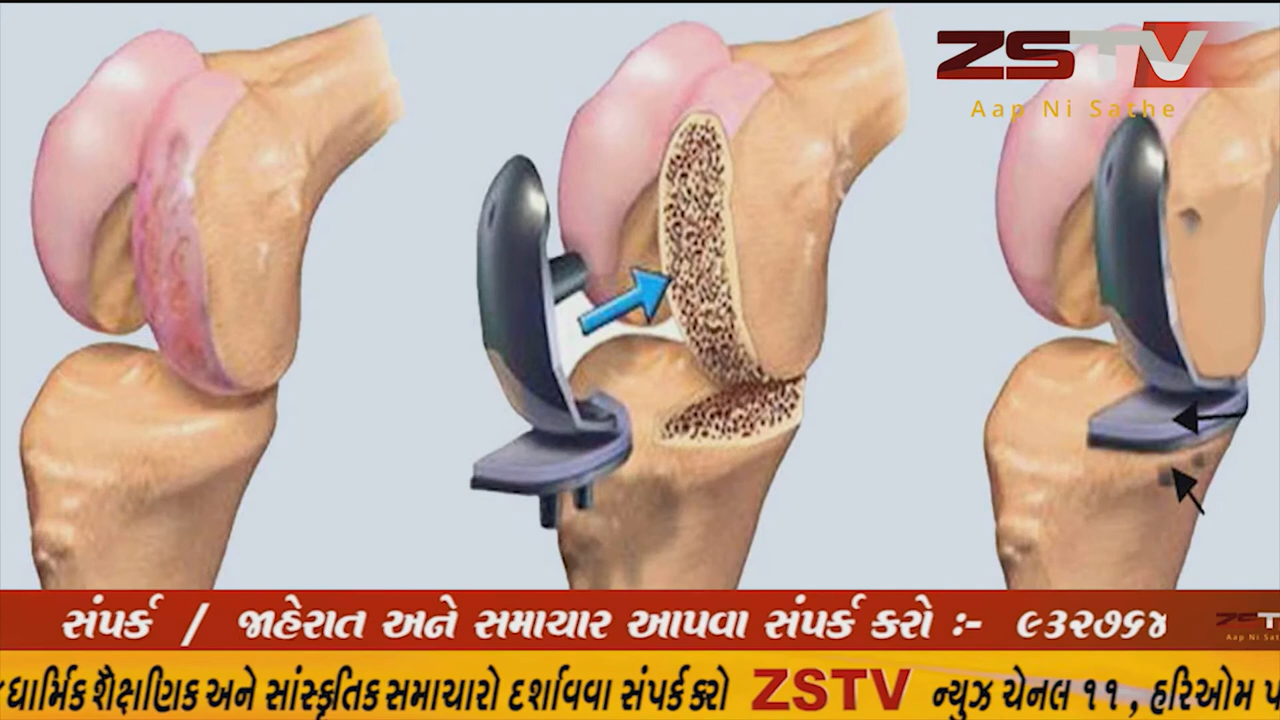 ZSTV
Aap Ni Sathe
સંપર્ક / જાહેરાત અને સમાચાર આપવા સંપર્ક કરો :- ૯૩૨૭૬૪
ધાર્મિક શૈક્ષણિક અને સાંસ્કૃતિક સમાચારો દર્શાવવા સંપર્ક કરો ZSTV ન્યુઝ ચેનલ ૧૧ , હરિઓમ